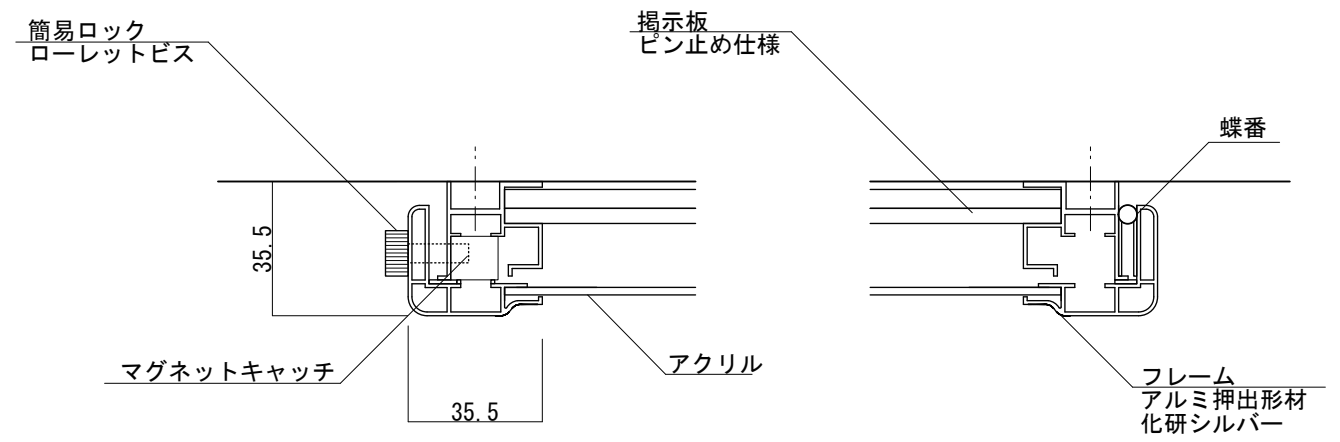 簡易ロック
ローレットビス
掲示板
ピン止め仕様
蝶番
35.5
マグネットキャッチ
アクリル
35.5
フレーム
アルミ押出形材
化研シルバー